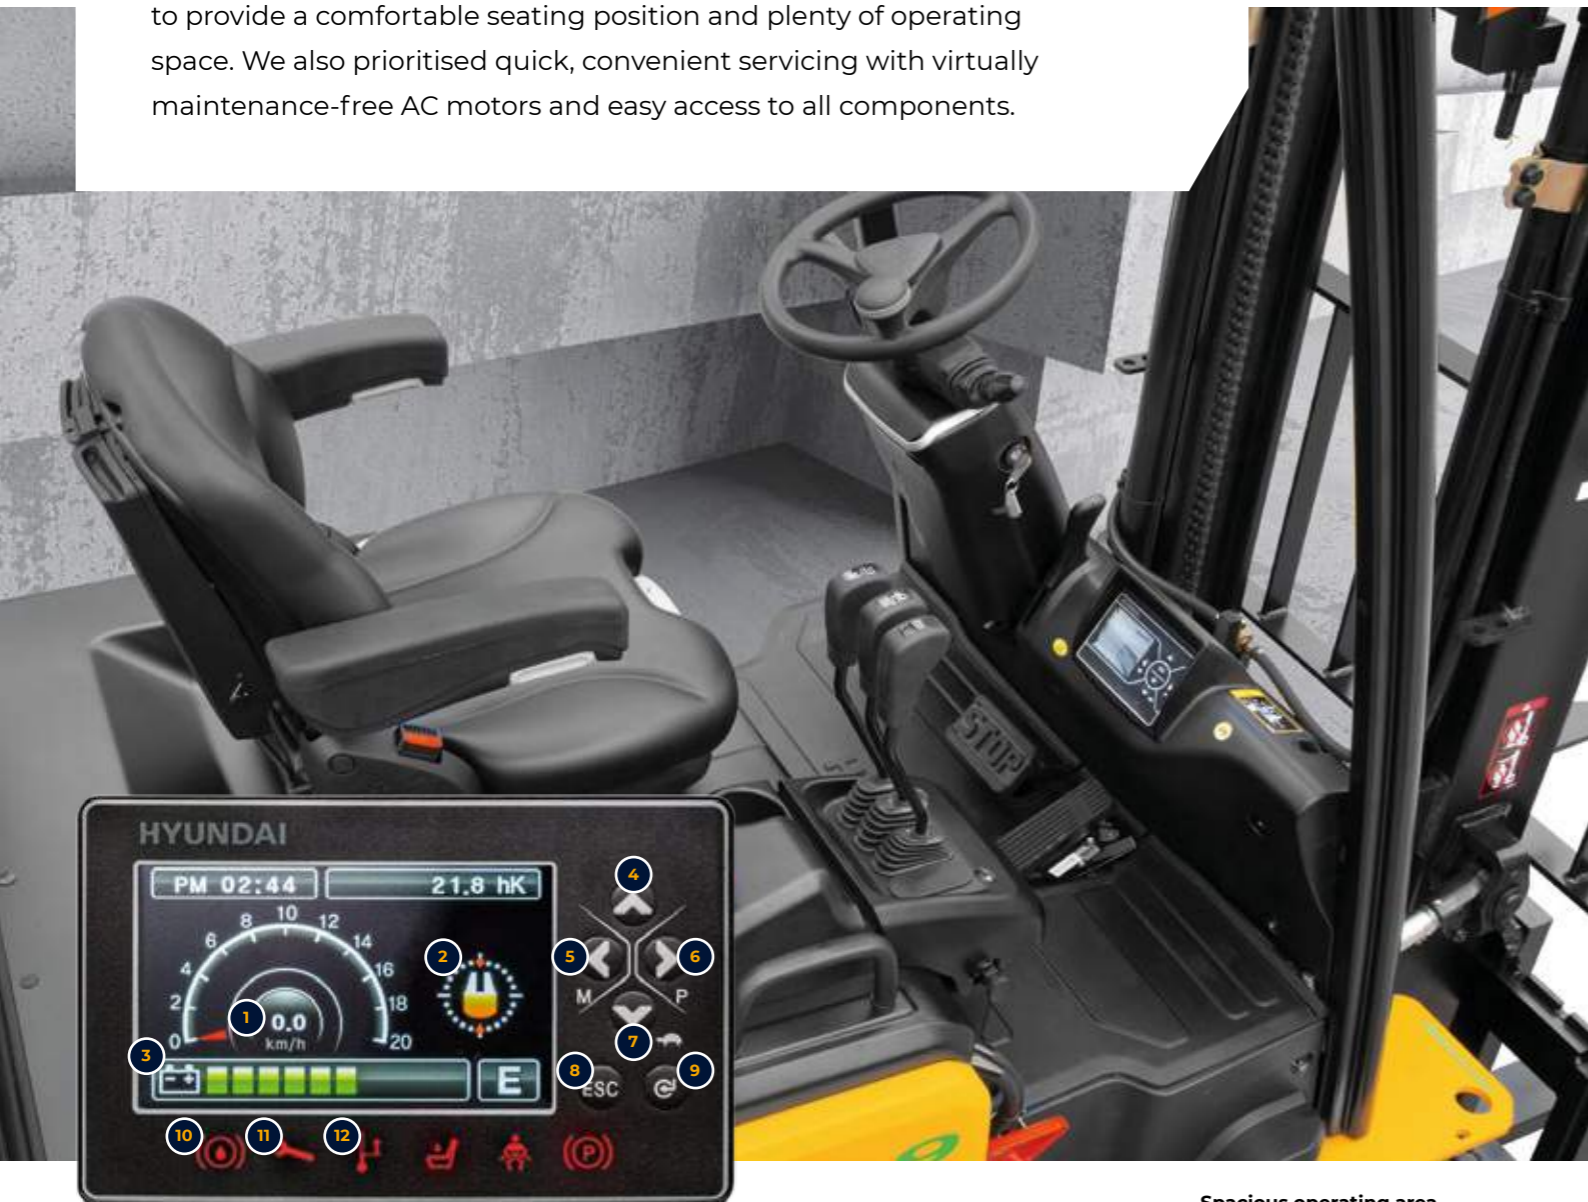 to provide a comfortable seating position and plenty of operating
space. We also prioritised quick, convenient servicing with virtually
maintenance-free AC motors and easy access to all components.
STOP
HYUNDAI
PM 02:44 21.8 hK
0 2 4 6 8 10 12 14 16 18 20
0.0
km/h
E
M P
ESC
P
1 2 3 4 5 6 7 8 9 10 11 12
Spacious operating area